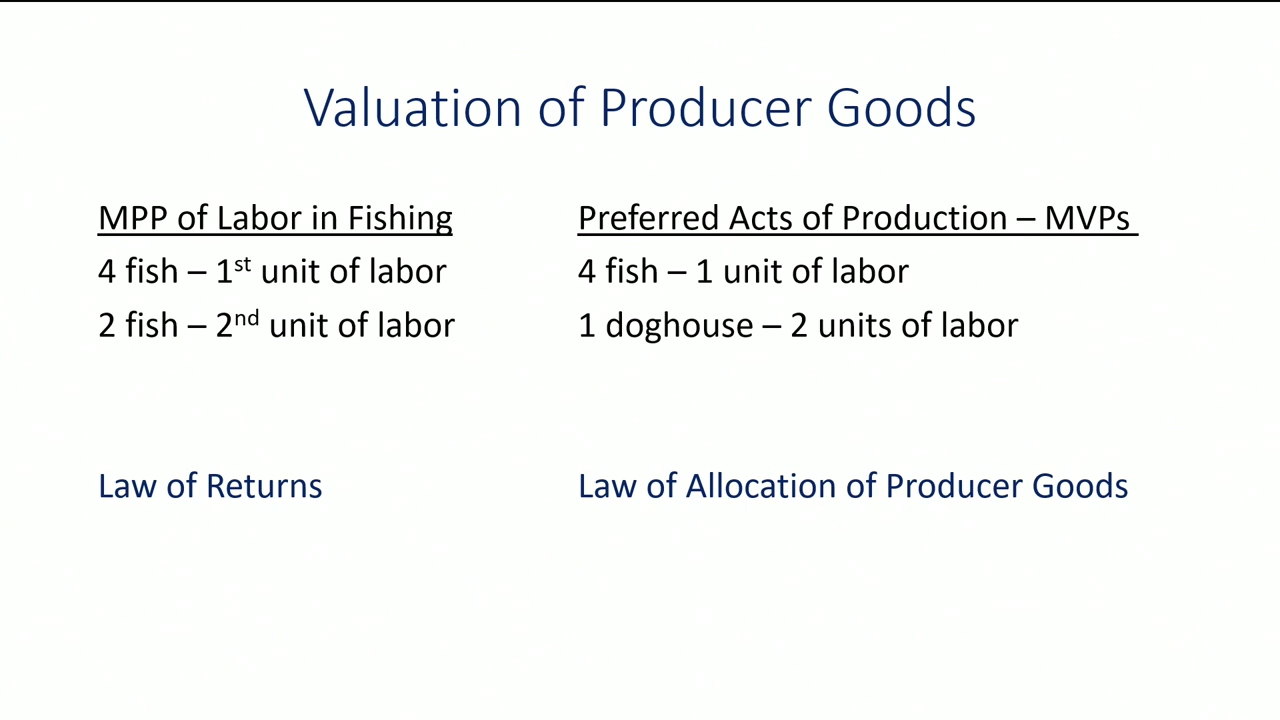 Valuation of Producer Goods
MPP of Labor in Fishing
4 fish – 1st unit of labor
2 fish – 2nd unit of labor
Law of Returns
Preferred Acts of Production – MVPs
4 fish – 1 unit of labor
1 doghouse – 2 units of labor
Law of Allocation of Producer Goods